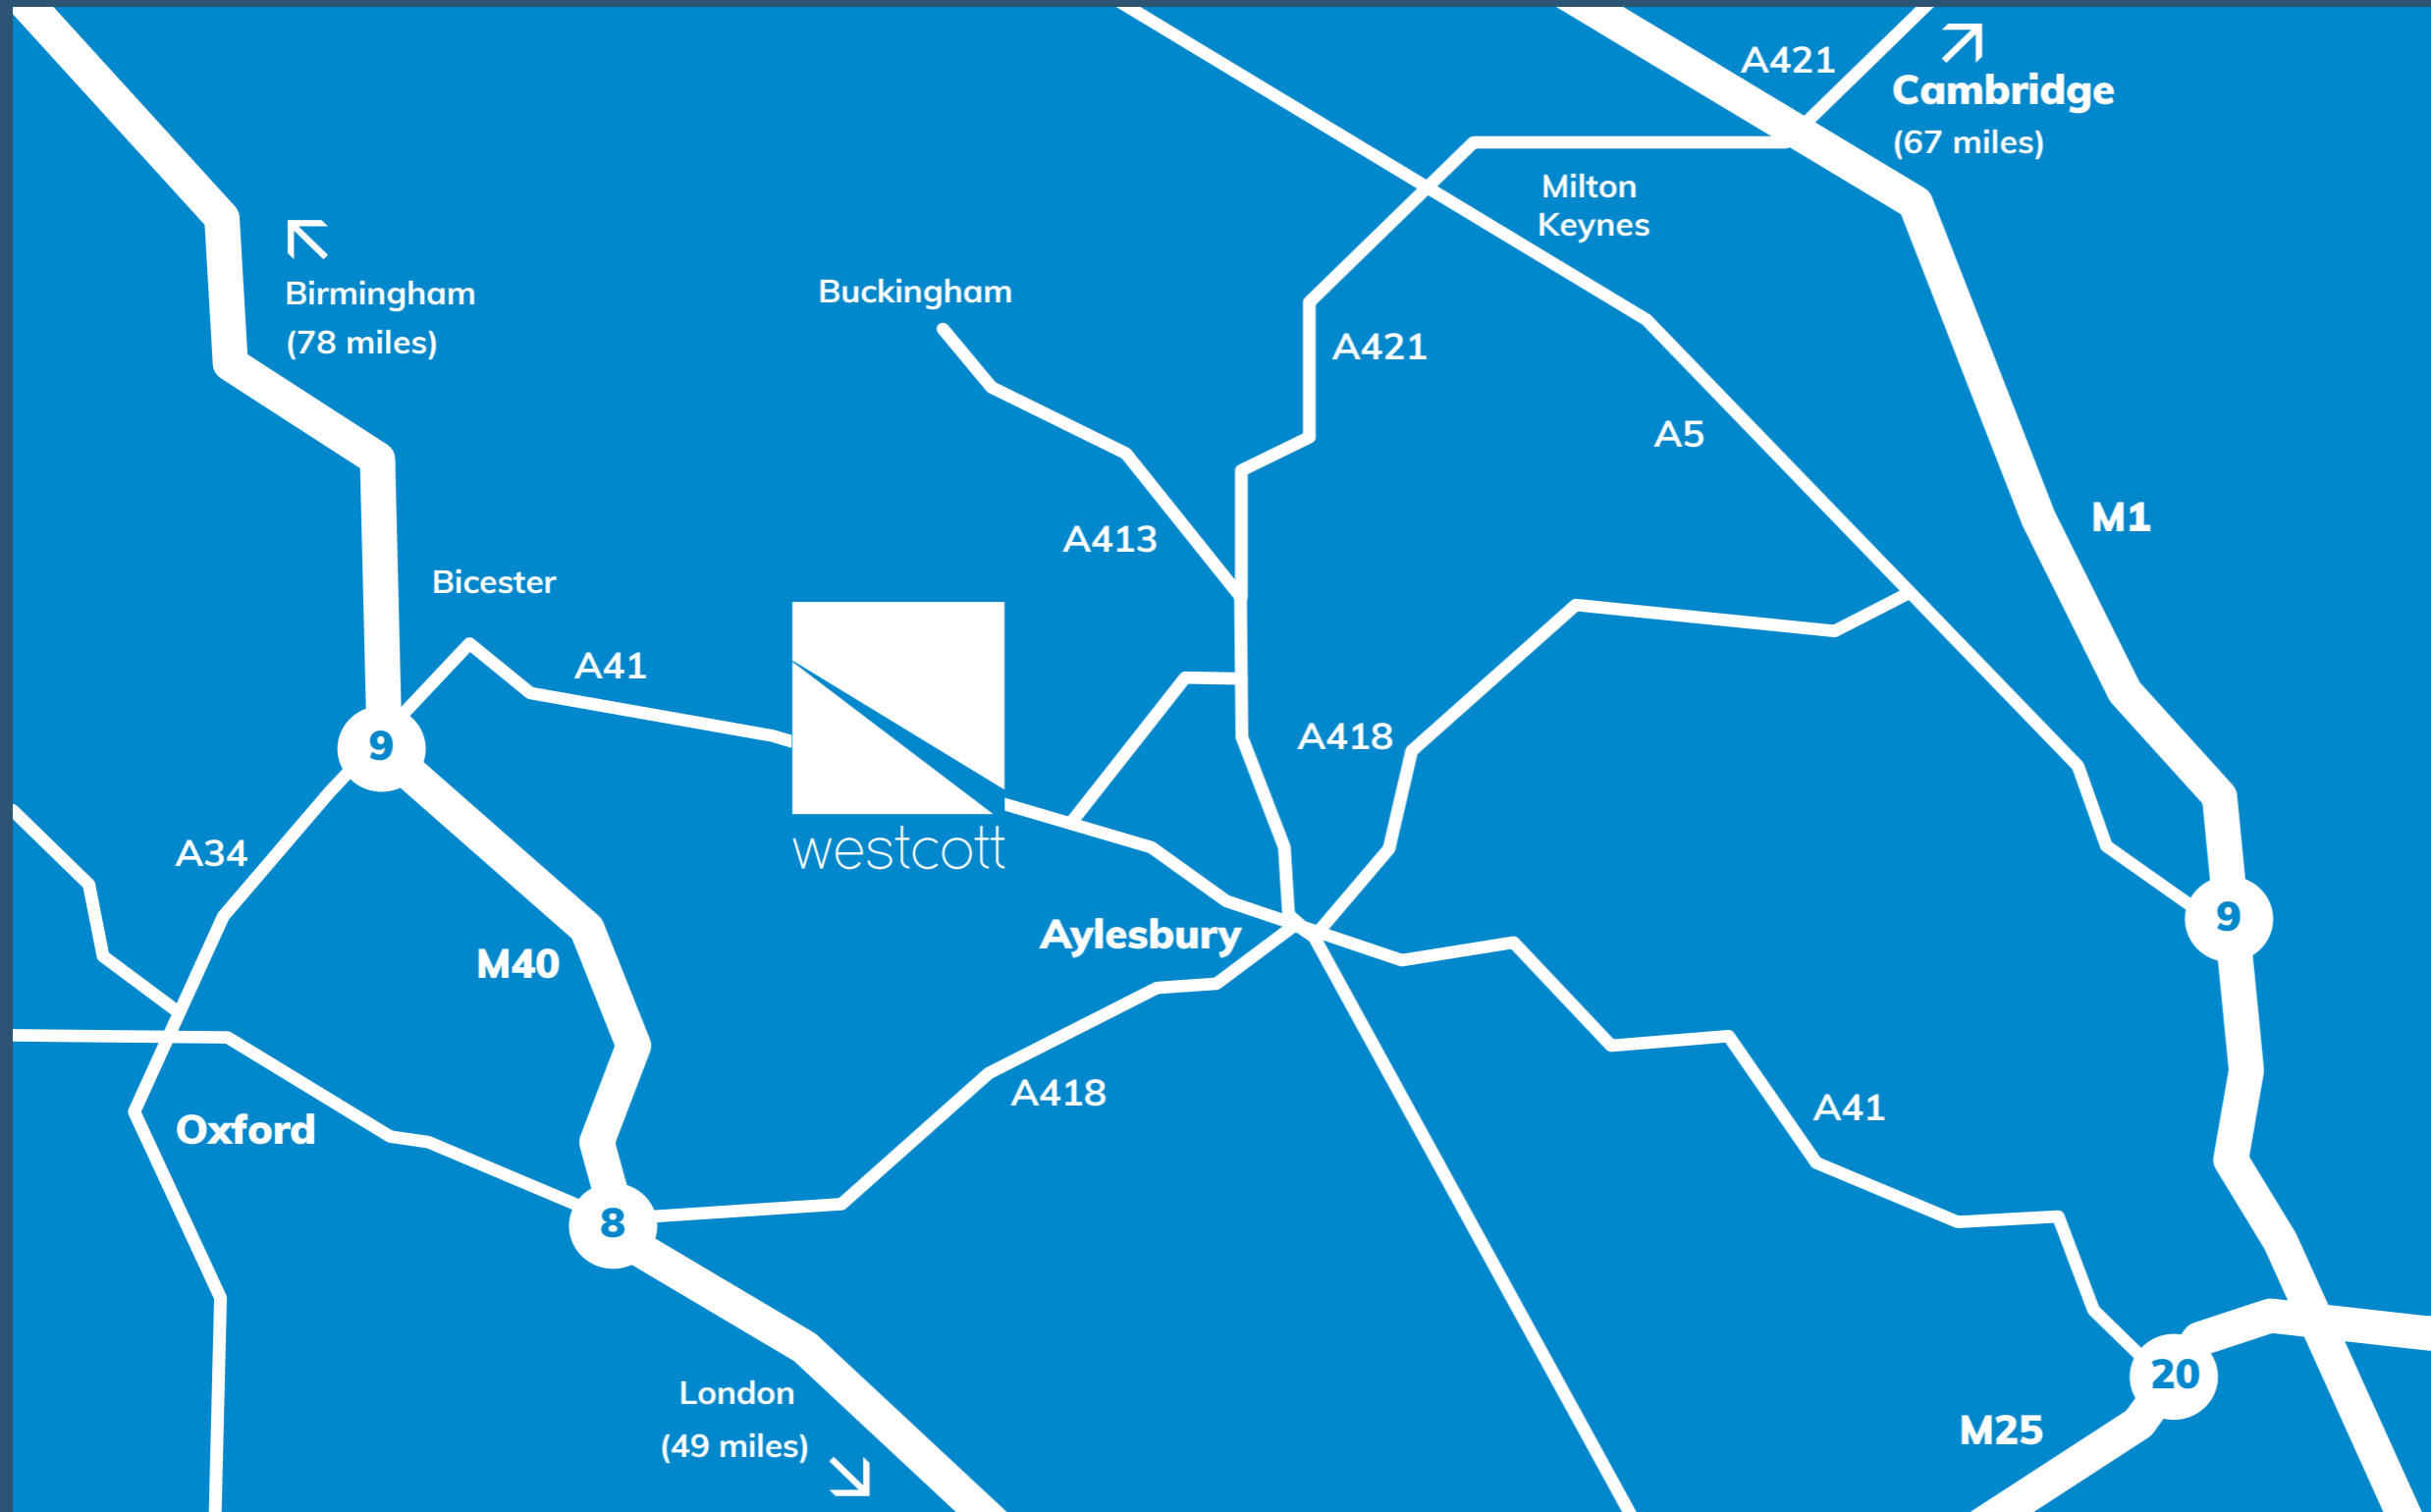 A421
Cambridge
(67 miles)
Milton
Keynes
Birmingham
(78 miles)
Buckingham
A421
A5
M1
A413
Bicester
A41
A418
9
westcott
A34
9
Aylesbury
M40
A418
A41
Oxford
8
20
London
(49 miles)
M25